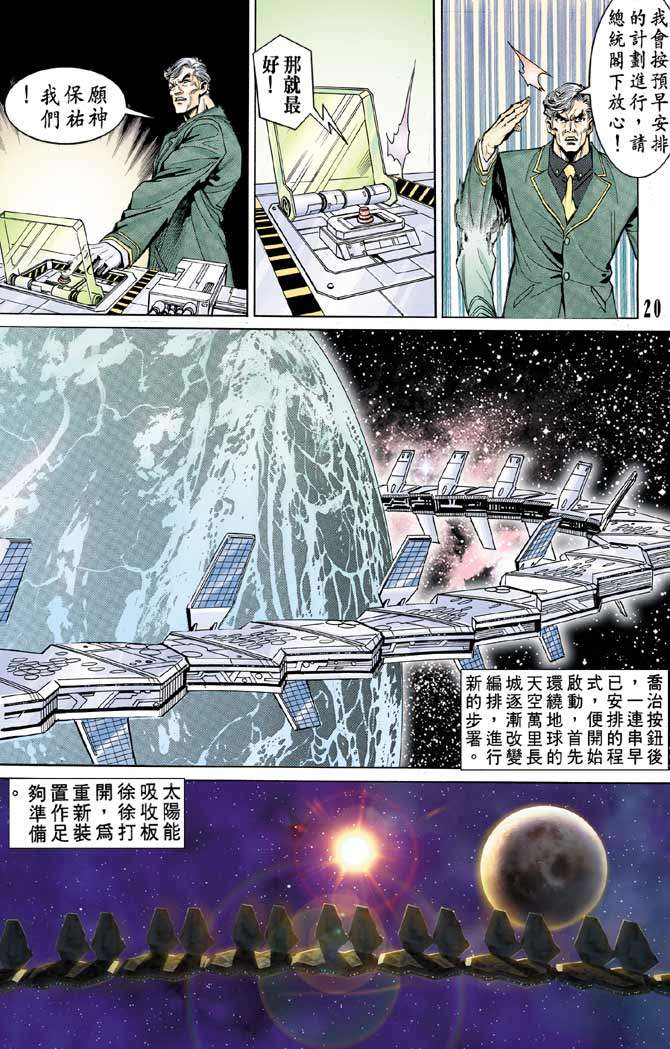 我會按預早安排
的計劃進行，請
總統閣下放心！
那就最
好！
願神
保祐
我們
！
20
喬治按鈕後
，一連串早
已安排的程
式，便開始
啟動，首先
環繞地球的
天空萬里長
城逐漸改變
編排，進行
新的步署。
太陽能
吸收板
徐徐打
開，爲
重新裝
置作足
夠準備
。